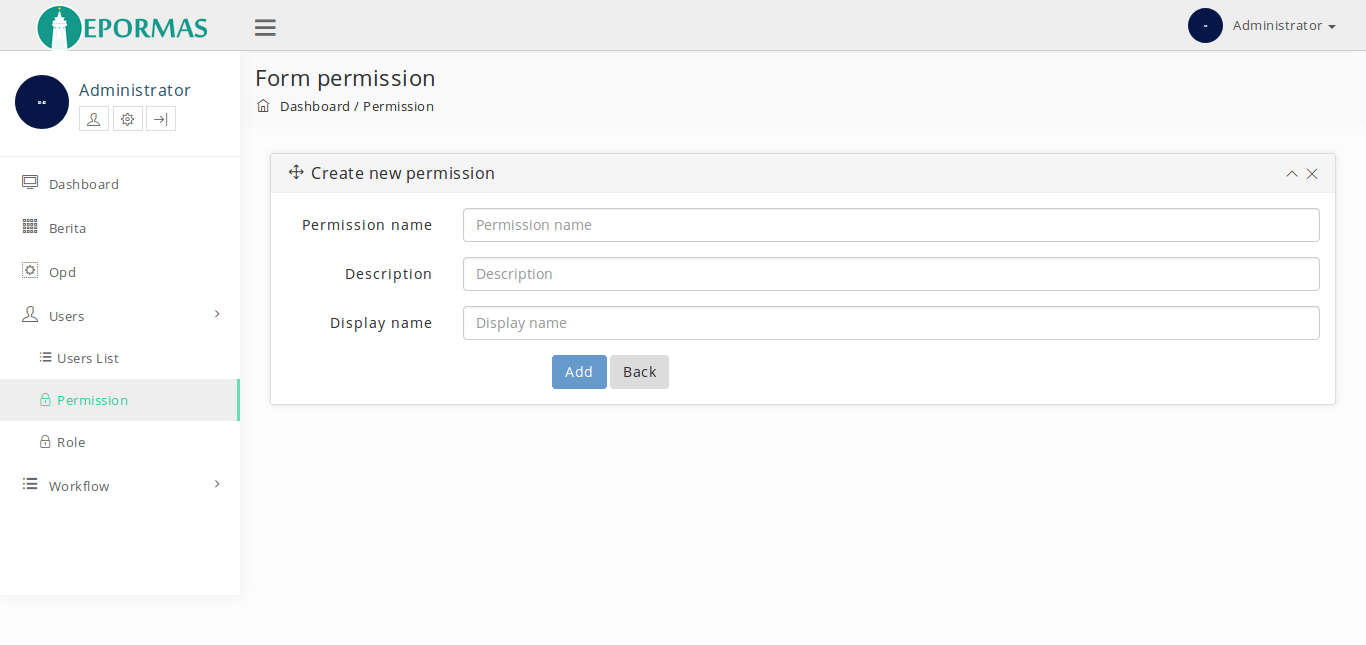 EPORMAS
Administrator
Administrator
Dashboard
Berita
Opd
Users
Users List
Permission
Role
Workflow
Form permission
Dashboard / Permission
Create new permission
Permission name
Permission name
Description
Description
Display name
Display name
Add
Back